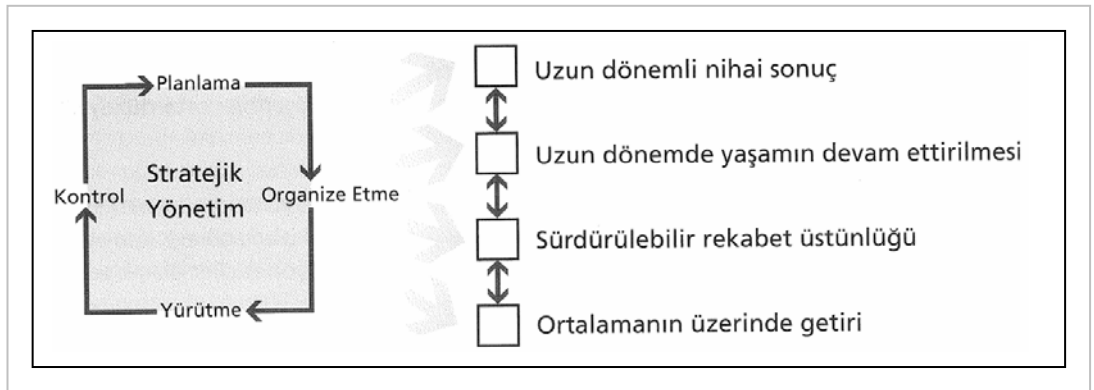 Planlama
Stratejik
Yönetim
Kontrol
Organize Etme
Yürütme
Uzun dönemli nihai sonuç
Uzun dönemde yaşamın devam ettirilmesi
Sürdürülebilir rekabet üstünlüğü
Ortalamanın üzerinde getiri